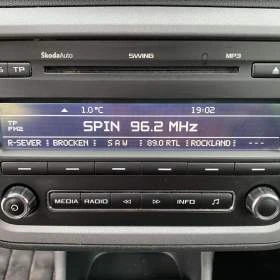 ŠkodaAuto SWING MP3
TP
1.0°C 19:02
TP
FM2
SPIN 96.2 MHz
R-SEVER BROCKEN SAW 89.0 RTL ROCKLAND ---
MEDIA RADIO INFO